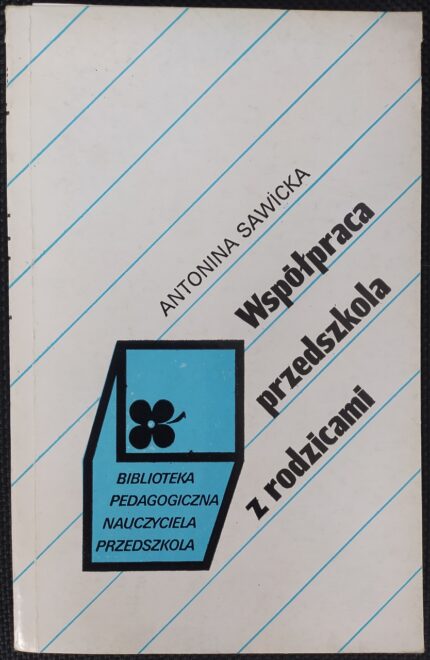 ANTONINA SAWICKA
Współpraca
przedszkola
z rodzicami
BIBLIOTEKA
PEDAGOGICZNA
NAUCZYCIELA
PRZEDSZKOLA